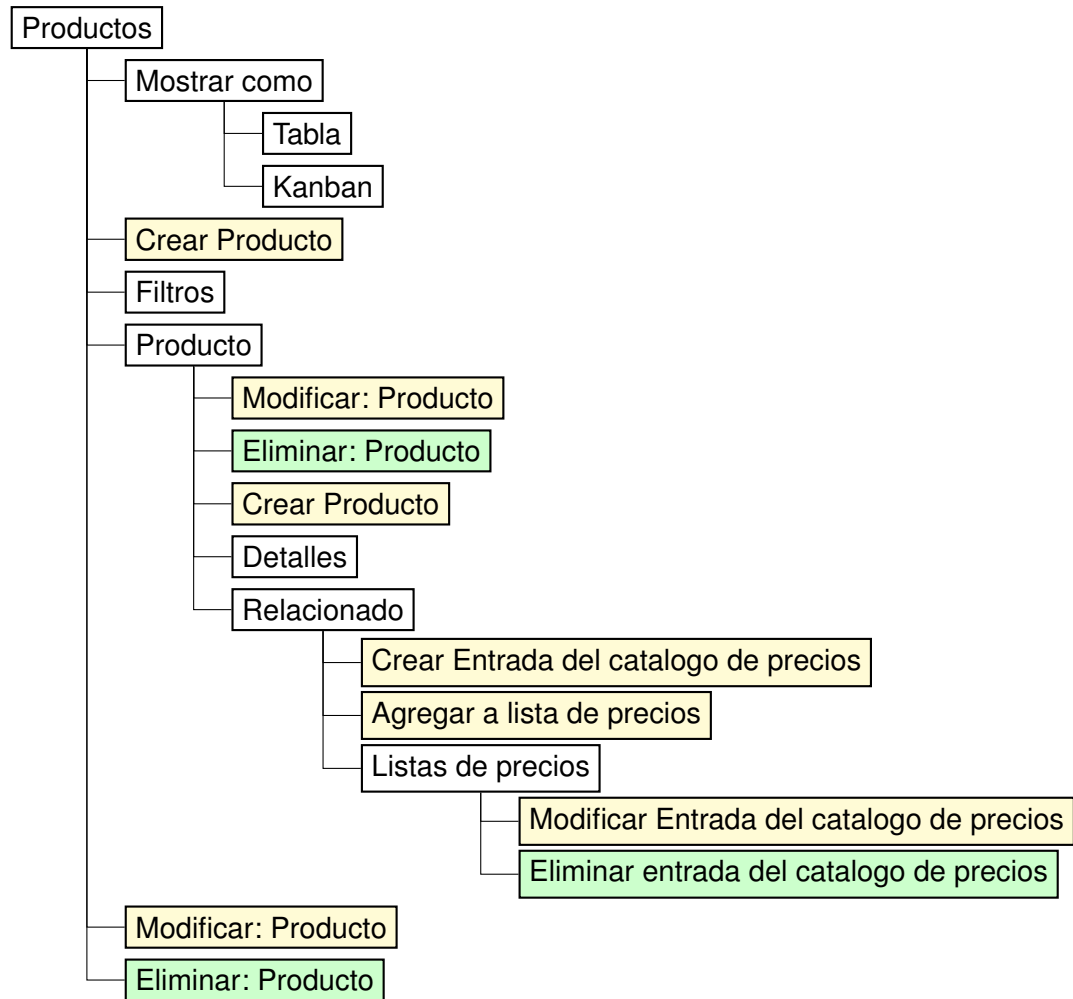 Productos
Mostrar como
Tabla
Kanban
Crear Producto
Filtros
Producto
Modificar: Producto
Eliminar: Producto
Crear Producto
Detalles
Relacionado
Crear Entrada del catalogo de precios
Agregar a lista de precios
Listas de precios
Modificar Entrada del catalogo de precios
Eliminar entrada del catalogo de precios
Modificar: Producto
Eliminar: Producto